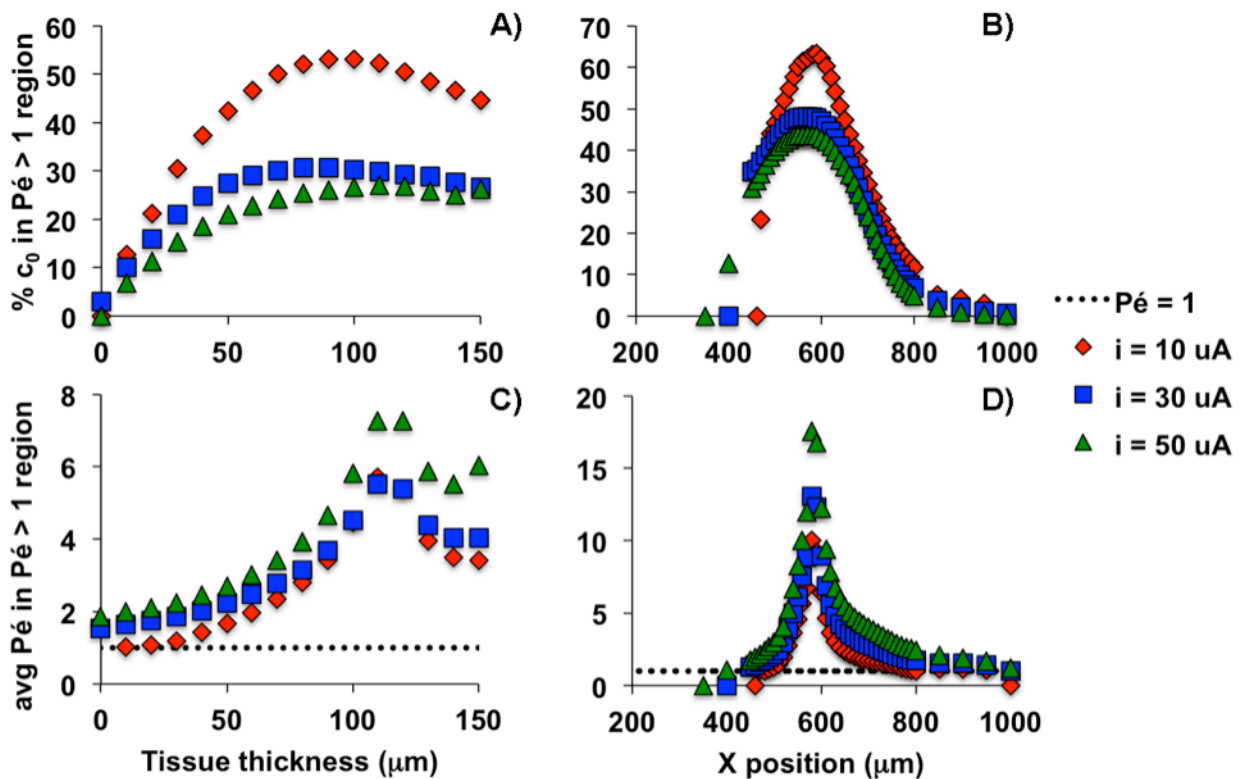 A)
60
50
40
30
20
10
0
% c0 in Pé > 1 region
0 50 100 150
B)
70
60
50
40
30
20
10
0
200 400 600 800 1000
Pé = 1
i = 10 uA
i = 30 uA
i = 50 uA
C)
8
6
4
2
0
avg Pé in Pé > 1 region
0 50 100 150
Tissue thickness (μm)
D)
20
15
10
5
0
200 400 600 800 1000
X position (μm)